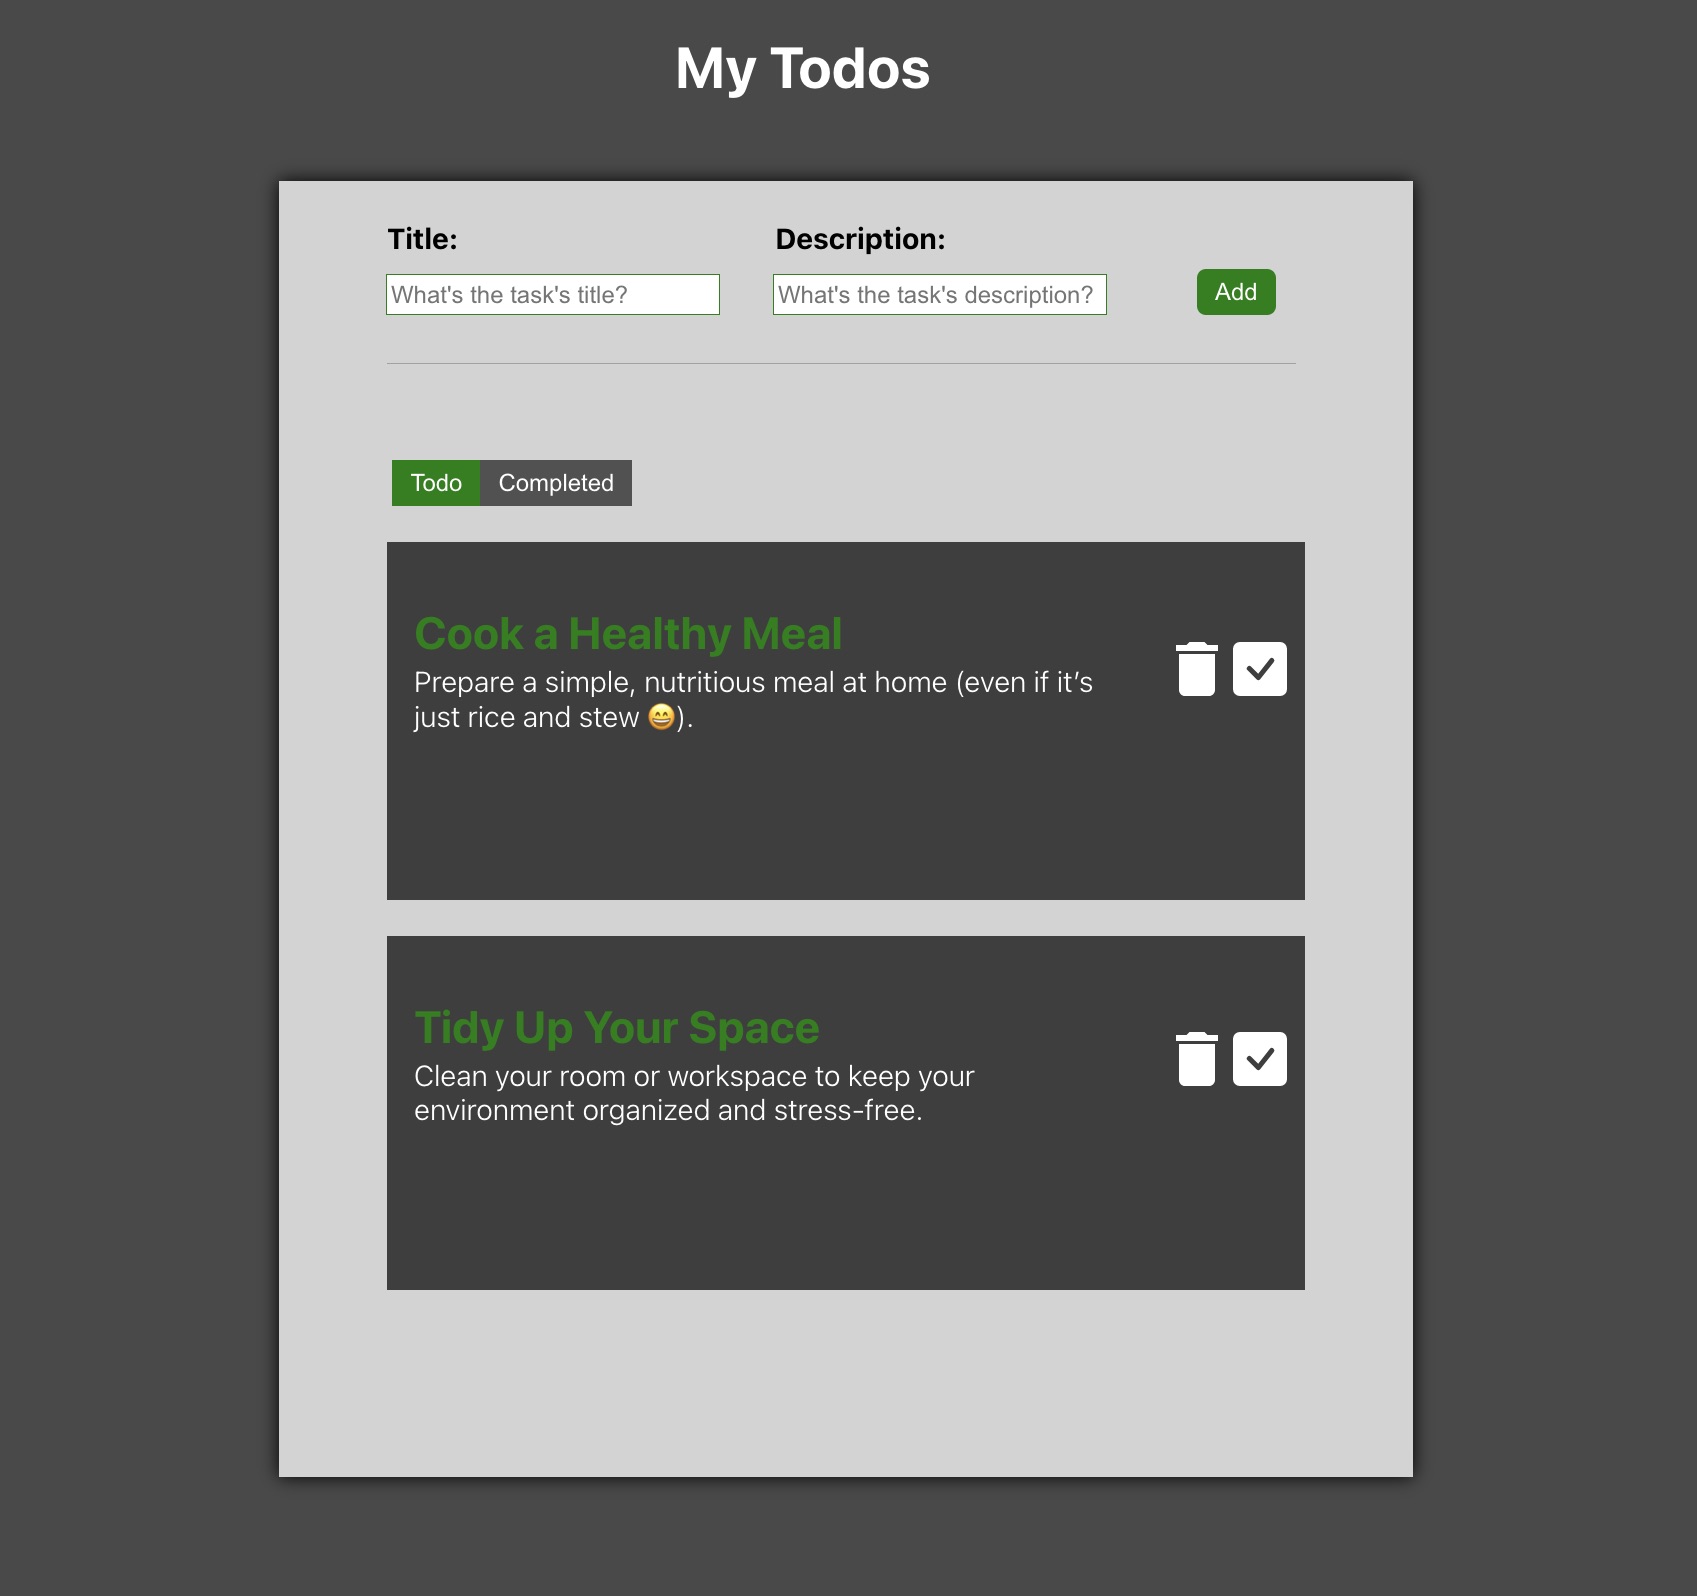 My Todos
Title:
Description:
What's the task's title?
What's the task's description?
Add
Todo
Completed
Cook a Healthy Meal
Prepare a simple, nutritious meal at home (even if it’s
just rice and stew 😄).
Tidy Up Your Space
Clean your room or workspace to keep your
environment organized and stress-free.